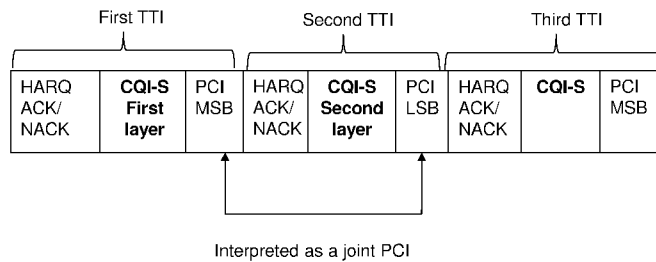 First TTI
Second TTI
Third TTI
HARQ ACK/ NACK
CQI-S First layer
PCI MSB
HARQ ACK/ NACK
CQI-S Second layer
PCI LSB
HARQ ACK/ NACK
CQI-S
PCI MSB
Interpreted as a joint PCI